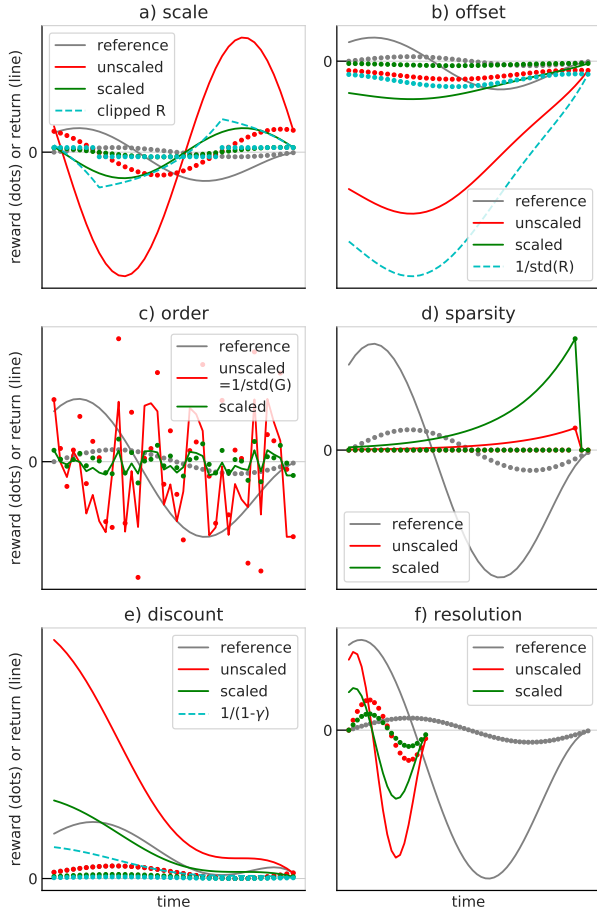 a) scale
reward (dots) or return (line)
0
reference
unscaled
scaled
clipped R
b) offset
0
reference
unscaled
scaled
1/std(R)
c) order
reward (dots) or return (line)
0
reference
unscaled
=1/std(G)
scaled
d) sparsity
0
reference
unscaled
scaled
e) discount
reward (dots) or return (line)
0
reference
unscaled
scaled
1/(1-γ)
time
f) resolution
0
reference
unscaled
scaled
time